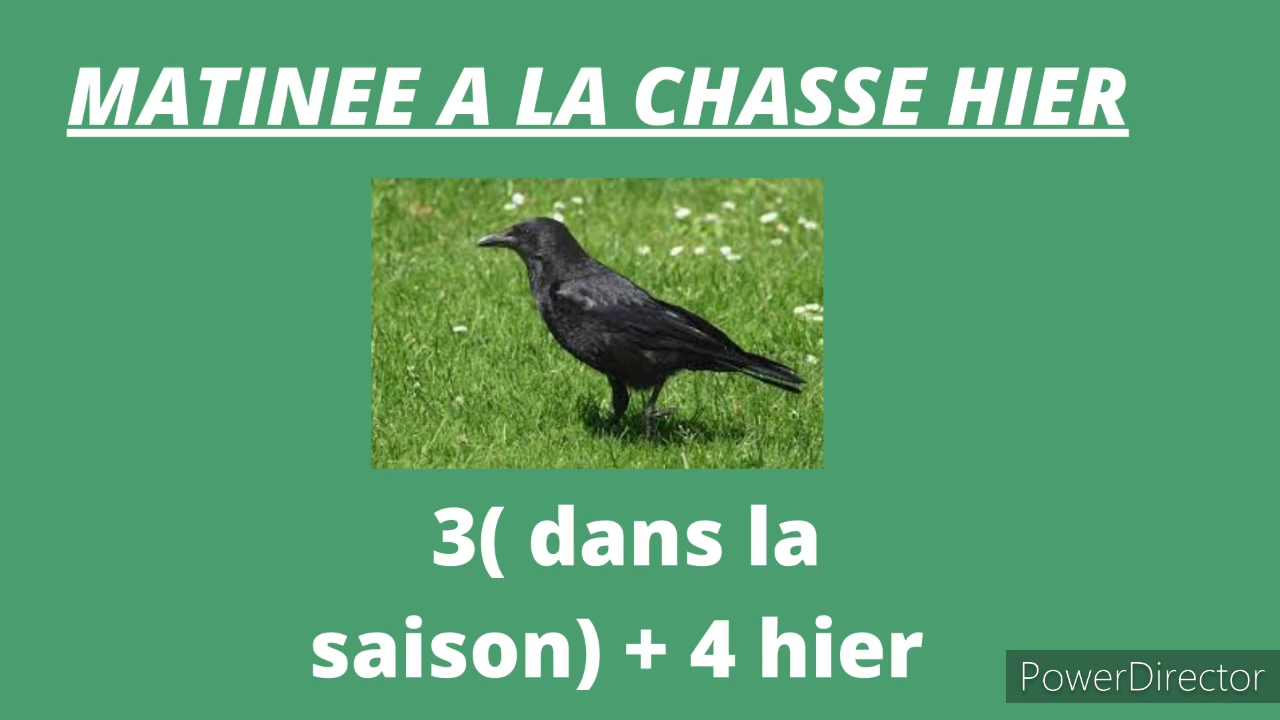 MATINEE A LA CHASSE HIER
3( dans la
saison) + 4 hier
PowerDirector